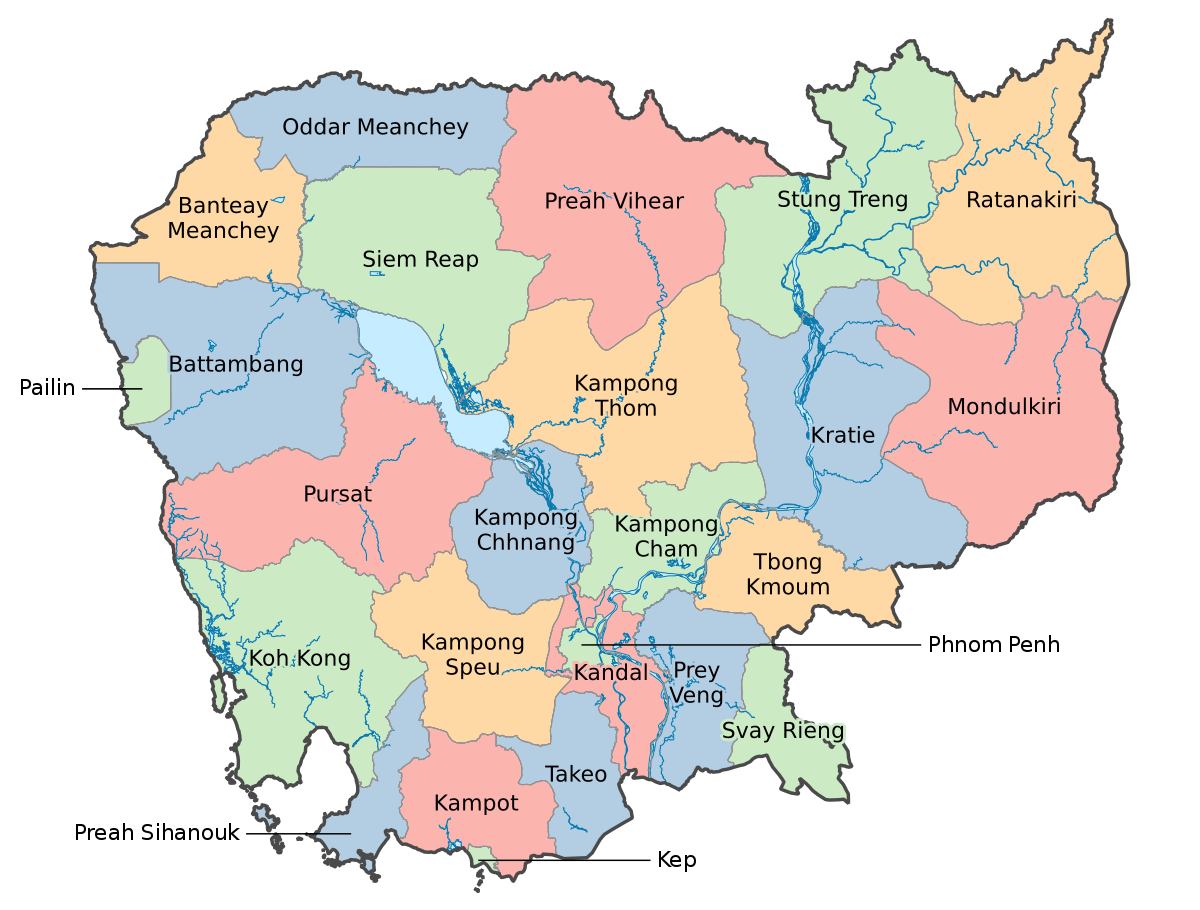 Oddar Meanchey
Banteay
Meanchey
Preah Vihear
Stung Treng
Ratanakiri
Siem Reap
Battambang
Pailin
Kampong
Thom
Mondulkiri
Kratie
Pursat
Kampong
Chhnang
Kampong
Cham
Tbong
Kmoum
Koh Kong
Kampong
Speu
Phnom Penh
Kandal
Prey
Veng
Svay Rieng
Takeo
Kampot
Preah Sihanouk
Kep